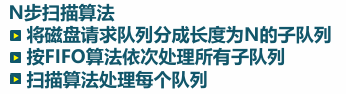 N步扫描算法
将磁盘请求队列分成长度为N的子队列
按FIFO算法依次处理所有子队列
扫描算法处理每个队列